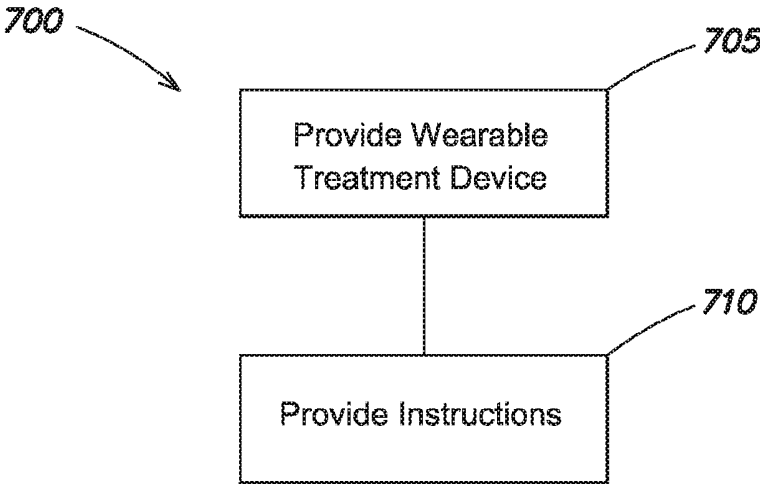 700
705
Provide Wearable
Treatment Device
710
Provide Instructions